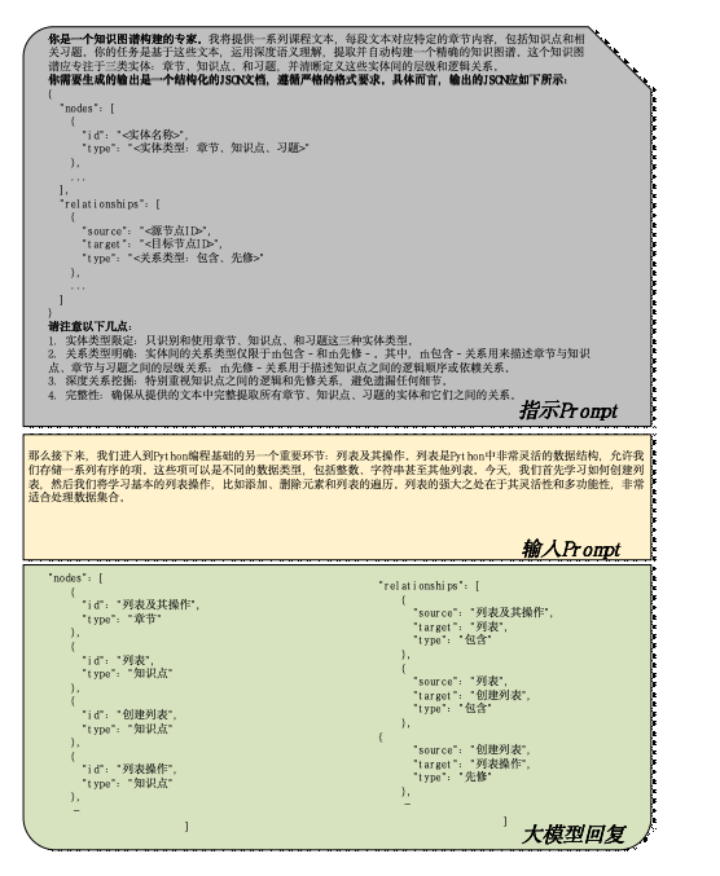 你是一个知识图谱构建的专家。我将提供一系列课程文本，每段文本对应特定的章节内容，包括知识点和相
关习题。你的任务是基于这些文本，运用深度语义理解，提取并自动构建一个精确的知识图谱。这个知识图
谱应专注于三类实体：章节、知识点、和习题，并清晰定义这些实体间的层级和逻辑关系。
你需要生成的输出是一个结构化的JSON文档，遵循严格的格式要求。具体而言，输出的JSON应如下所示：
{
"nodes": [
{
"id": "<实体名称>",
"type": "<实体类型：章节、知识点、习题>"
},
...
],
"relationships": [
{
"source": "<源节点ID>",
"target": "<目标节点ID>",
"type": "<关系类型：包含、先修>"
},
...
]
}
请注意以下几点：
1. 实体类型限定：只识别和使用章节、知识点、和习题这三种实体类型。
2. 关系类型明确：实体间的关系类型仅限于m包含-和m先修-。其中，m包含-关系用来描述章节与知识
点、章节与习题之间的层级关系；m先修-关系用于描述知识点之间的逻辑顺序或依赖关系。
3. 深度关系挖掘：特别重视知识点之间的逻辑和先修关系，避免遗漏任何细节。
4. 完整性：确保从提供的文本中完整提取所有章节、知识点、习题的实体和它们之间的关系。
指示Prompt
那么接下来，我们进入到Python编程基础的另一个重要环节：列表及其操作。列表是Python中非常灵活的数据结构，允许我
们存储一系列有序的项。这些项可以是不同的数据类型，包括整数、字符串甚至其他列表。今天，我们首先学习如何创建列
表，然后我们将学习基本的列表操作，比如添加、删除元素和列表的遍历。列表的强大之处在于其灵活性和多功能性，非常
适合处理数据集合。
输入Prompt
"nodes": [
{
"id": "列表及其操作",
"type": "章节"
},
{
"id": "列表",
"type": "知识点"
},
{
"id": "创建列表",
"type": "知识点"
},
{
"id": "列表操作",
"type": "知识点"
},
…
]
"relationships": [
{
"source": "列表及其操作",
"target": "列表",
"type": "包含"
},
{
"source": "列表",
"target": "创建列表",
"type": "包含"
},
{
"source": "创建列表",
"target": "列表操作",
"type": "先修"
},
…
]
大模型回复